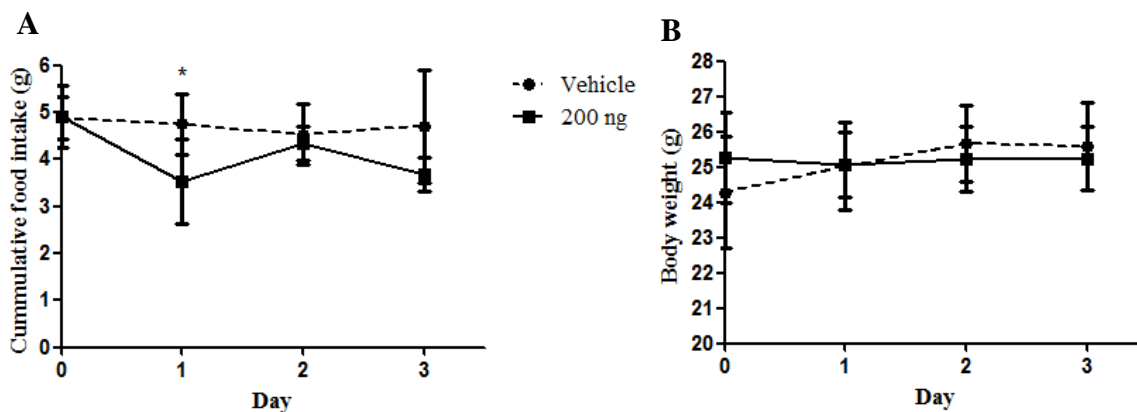 A
Cummulative food intake (g)
6
5
4
3
2
1
0
*
0 1 2 3
Day
Vehicle
200 ng
B
Body weight (g)
28
27
26
25
24
23
22
21
20
0 1 2 3
Day